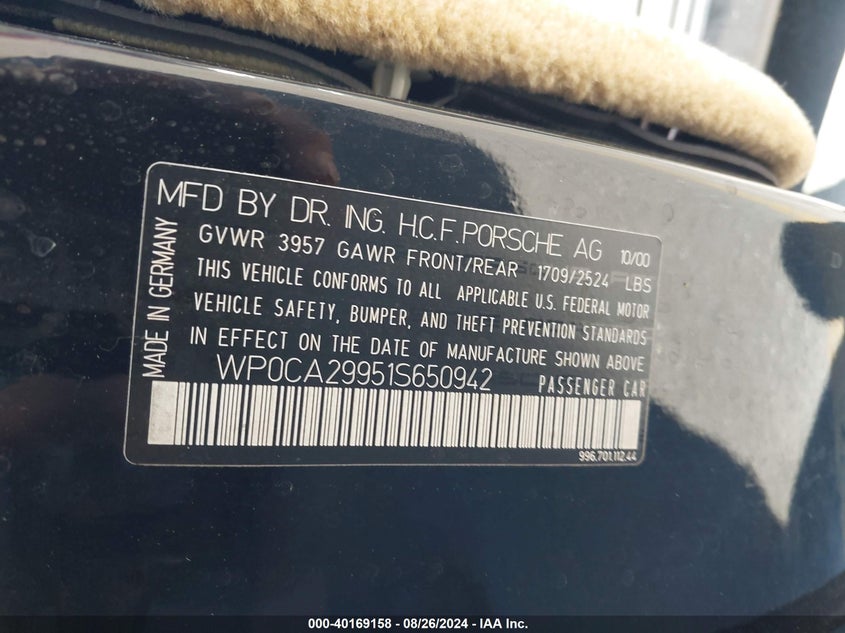 MFD BY DR. ING. H.C.F. PORSCHE AG 10/00
GVWR 3957 GAWR FRONT/REAR 1709/2524 LBS
THIS VEHICLE CONFORMS TO ALL APPLICABLE U.S. FEDERAL MOTOR
VEHICLE SAFETY, BUMPER, AND THEFT PREVENTION STANDARDS
IN EFFECT ON THE DATE OF MANUFACTURE SHOWN ABOVE
WP0CA29951S650942 PASSENGER CAR
996.701.112.44
MADE IN GERMANY
000-40169158 - 08/26/2024 - IAA Inc.